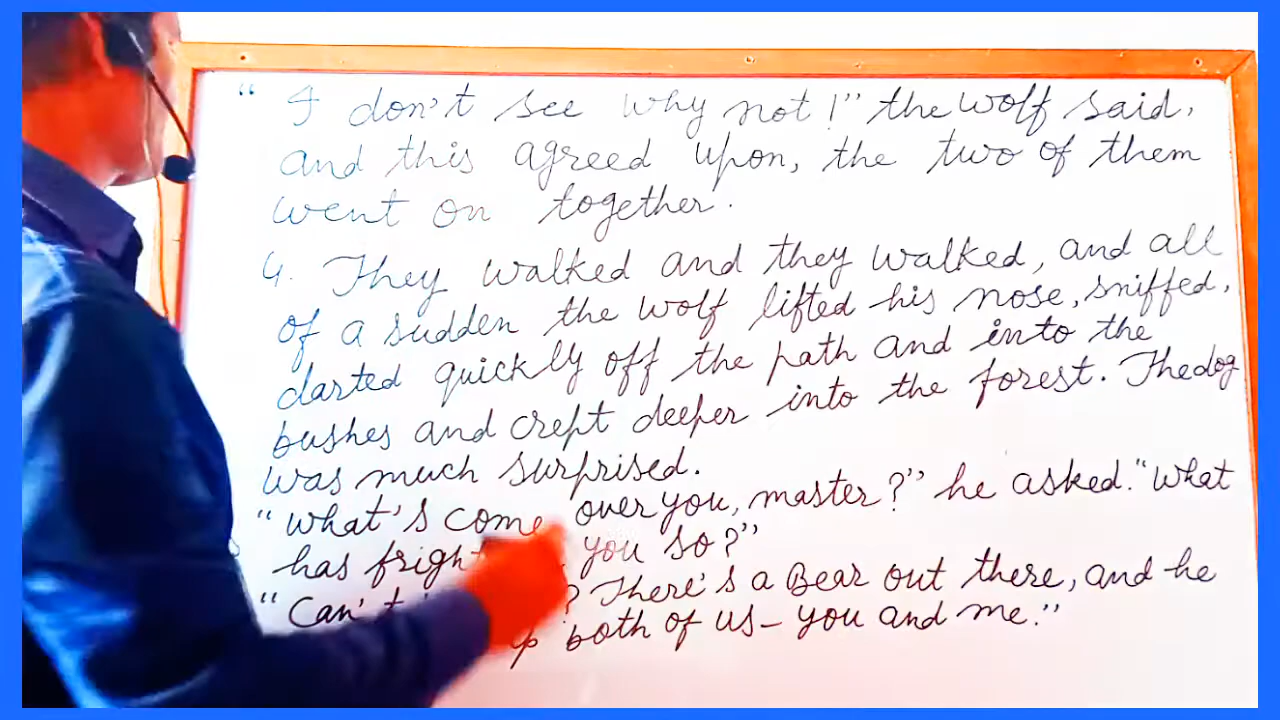 " I don't see why not!" the wolf said,
and this agreed upon, the two of them
went on together.
4. They walked and they walked, and all
of a sudden the wolf lifted his nose, sniffed,
darted quickly off the path and into the
bushes and crept deeper into the forest. The dog
was much surprised.
"What's come over you, master?" he asked. "What
has you so?"
"Can't ? There's a Bear out there, and he
both of us- you and me."